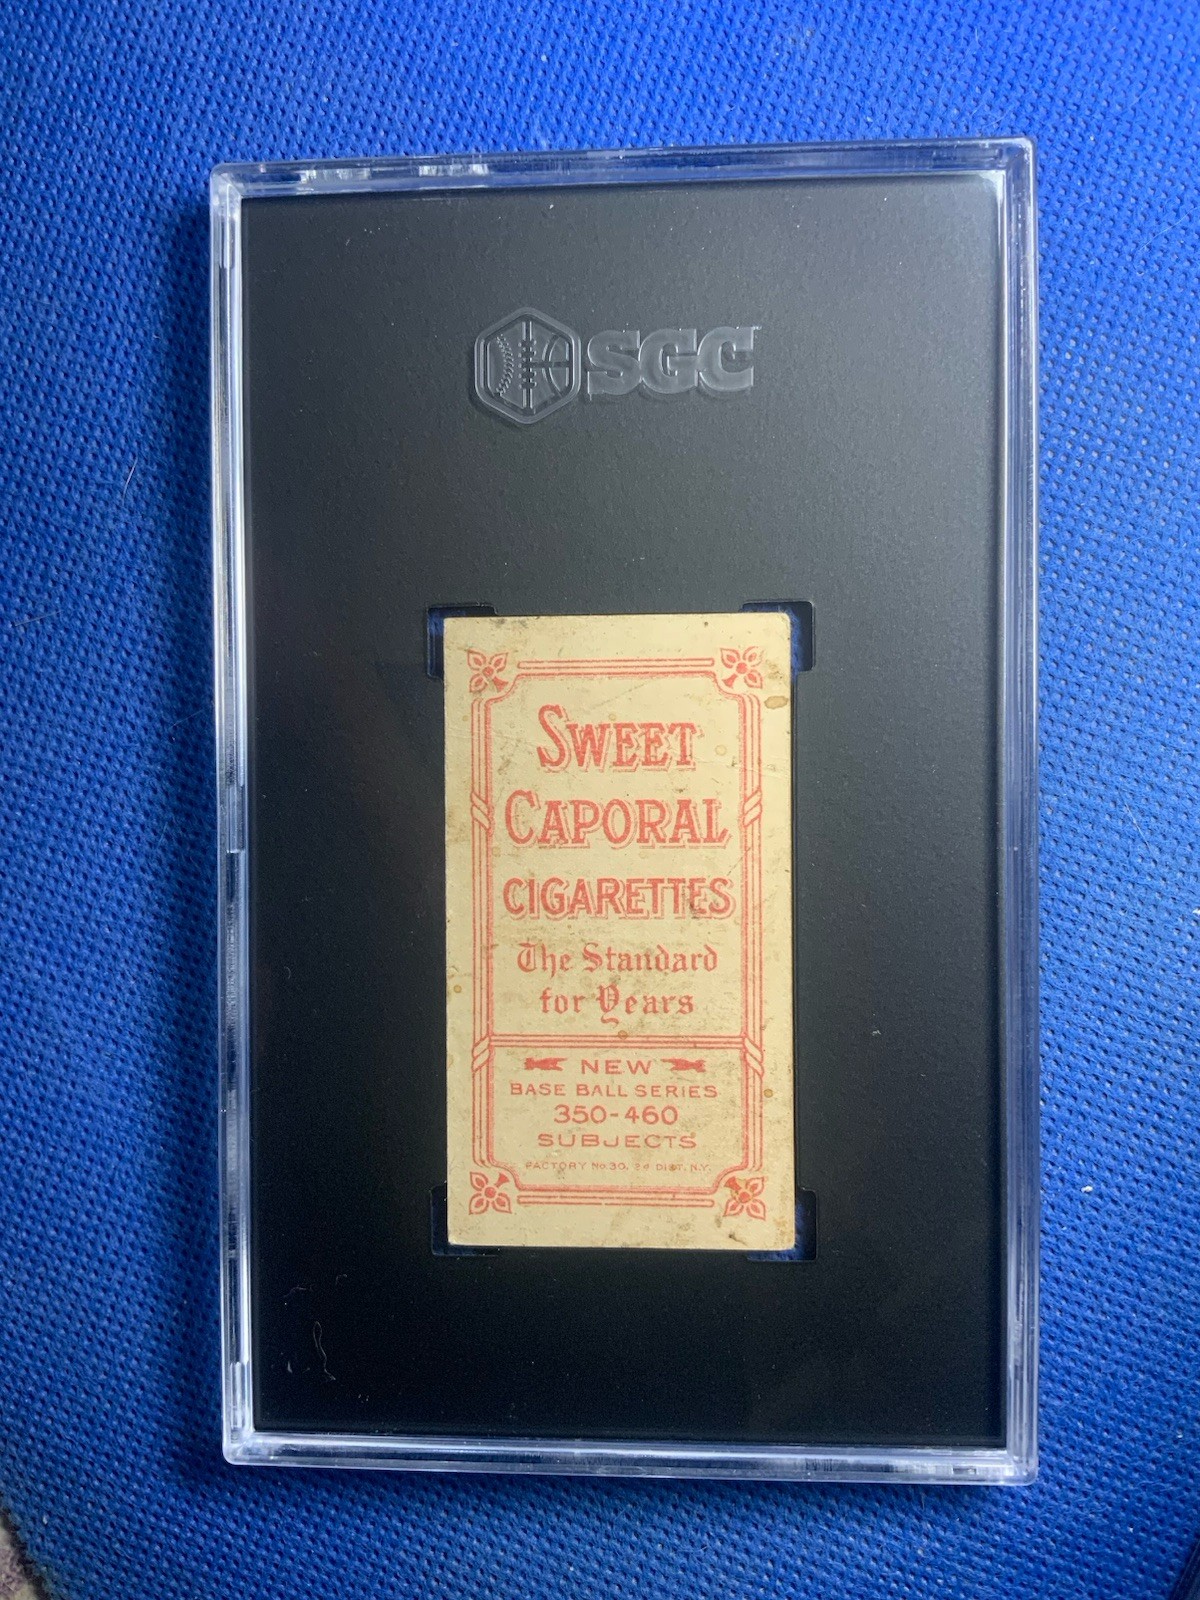 SGC
SWEET
CAPORAL
CIGARETTES
The Standard
for Years
NEW
BASE BALL SERIES
350-460
SUBJECTS
FACTORY No. 30, 2d DIST. N.Y.